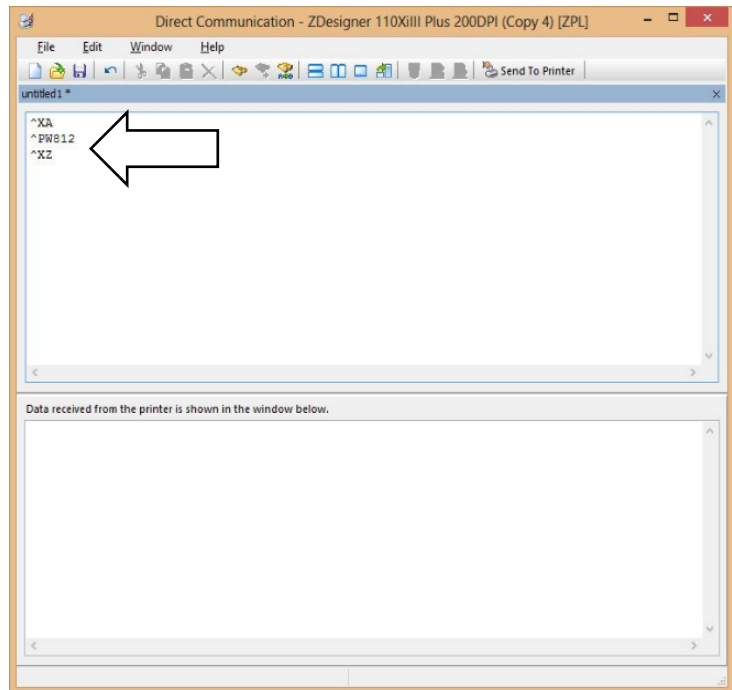 Direct Communication - ZDesigner 110XiIII Plus 200DPI (Copy 4) [ZPL]
File Edit Window Help
Send To Printer
untitled1 *
^XA
^PW812
^XZ
Data received from the printer is shown in the window below.